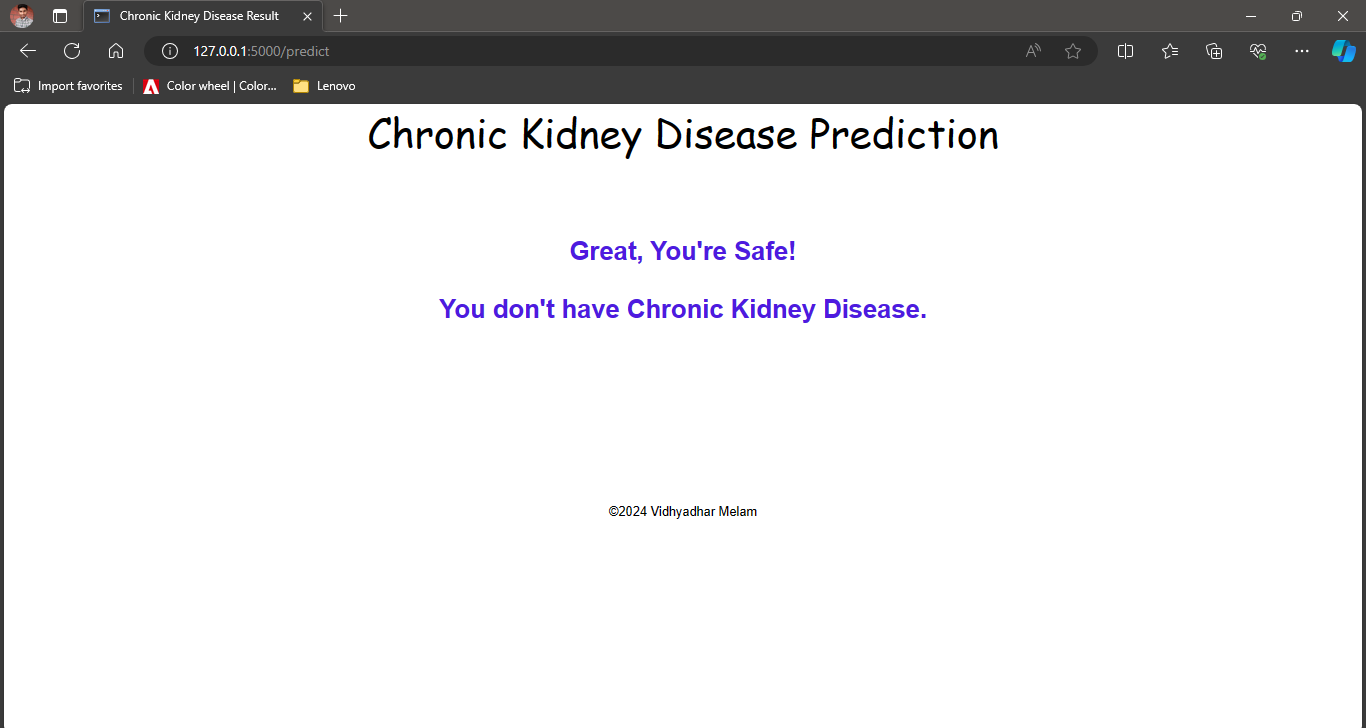 Chronic Kidney Disease Result
127.0.0.1:5000/predict
Import favorites
Color wheel | Color...
Lenovo
Chronic Kidney Disease Prediction
Great, You're Safe!
You don't have Chronic Kidney Disease.
©2024 Vidhyadhar Melam